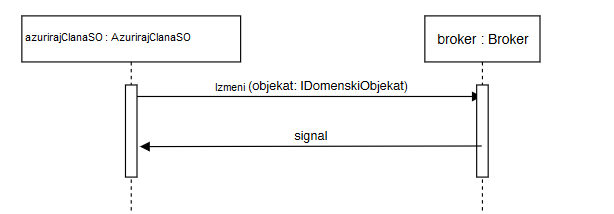 azurirajClanaSO : AzurirajClanaSO
broker : Broker
Izmeni (objekat: IDomenskiObjekat)
signal